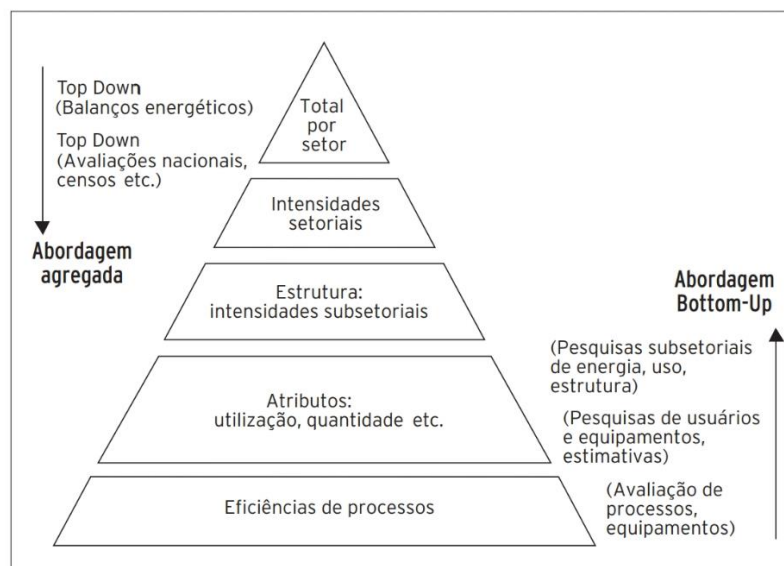 Top Down
(Balanços energéticos)
Top Down
(Avaliações nacionais,
censos etc.)
Abordagem
agregada
Total
por
setor
Intensidades
setoriais
Estrutura:
intensidades subsetoriais
Atributos:
utilização, quantidade etc.
Eficiências de processos
Abordagem
Bottom-Up
(Pesquisas subsetoriais
de energia, uso,
estrutura)
(Pesquisas de usuários
e equipamentos,
estimativas)
(Avaliação de
processos,
equipamentos)